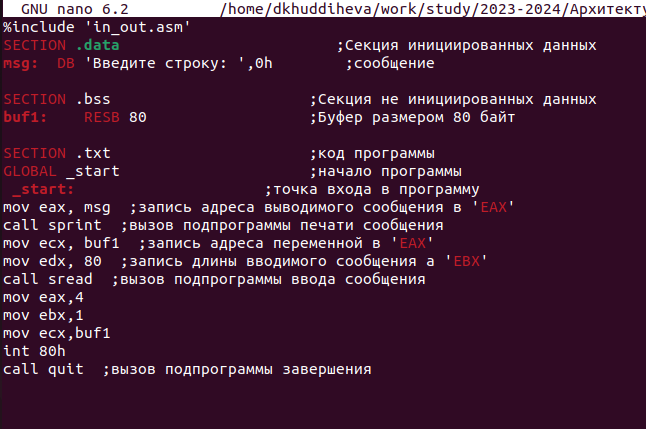 GNU nano 6.2 /home/dkhuddiheva/work/study/2023-2024/Архитекту
%include 'in_out.asm'
SECTION .data ;Секция инициированных данных
msg: DB 'Введите строку: ',0h ;сообщение
SECTION .bss ;Секция не инициированных данных
buf1: RESB 80 ;Буфер размером 80 байт
SECTION .txt ;код программы
GLOBAL _start ;начало программы
_start: ;точка входа в программу
mov eax, msg ;запись адреса выводимого сообщения в 'EAX'
call sprint ;вызов подпрограммы печати сообщения
mov ecx, buf1 ;запись адреса переменной в 'EAX'
mov edx, 80 ;запись длины вводимого сообщения а 'EBX'
call sread ;вызов подпрограммы ввода сообщения
mov eax,4
mov ebx,1
mov ecx,buf1
int 80h
call quit ;вызов подпрограммы завершения